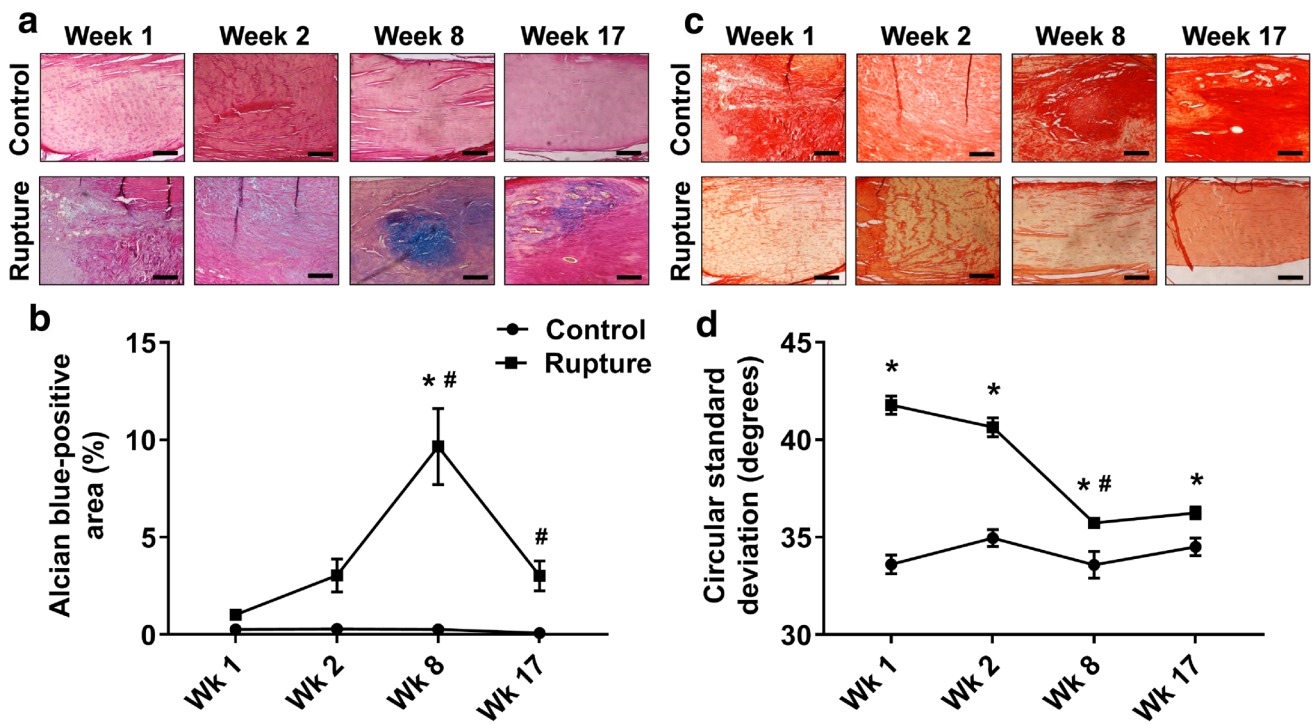 a
Week 1 Week 2 Week 8 Week 17
Control
Rupture
c
Week 1 Week 2 Week 8 Week 17
Control
Rupture
b
Alcian blue-positive
area (%)
15
10
5
0
Control
Rupture
* #
#
Wk 1 Wk 2 Wk 8 Wk 17
d
Circular standard
deviation (degrees)
45
40
35
30
*
*
* #
*
Wk 1 Wk 2 Wk 8 Wk 17